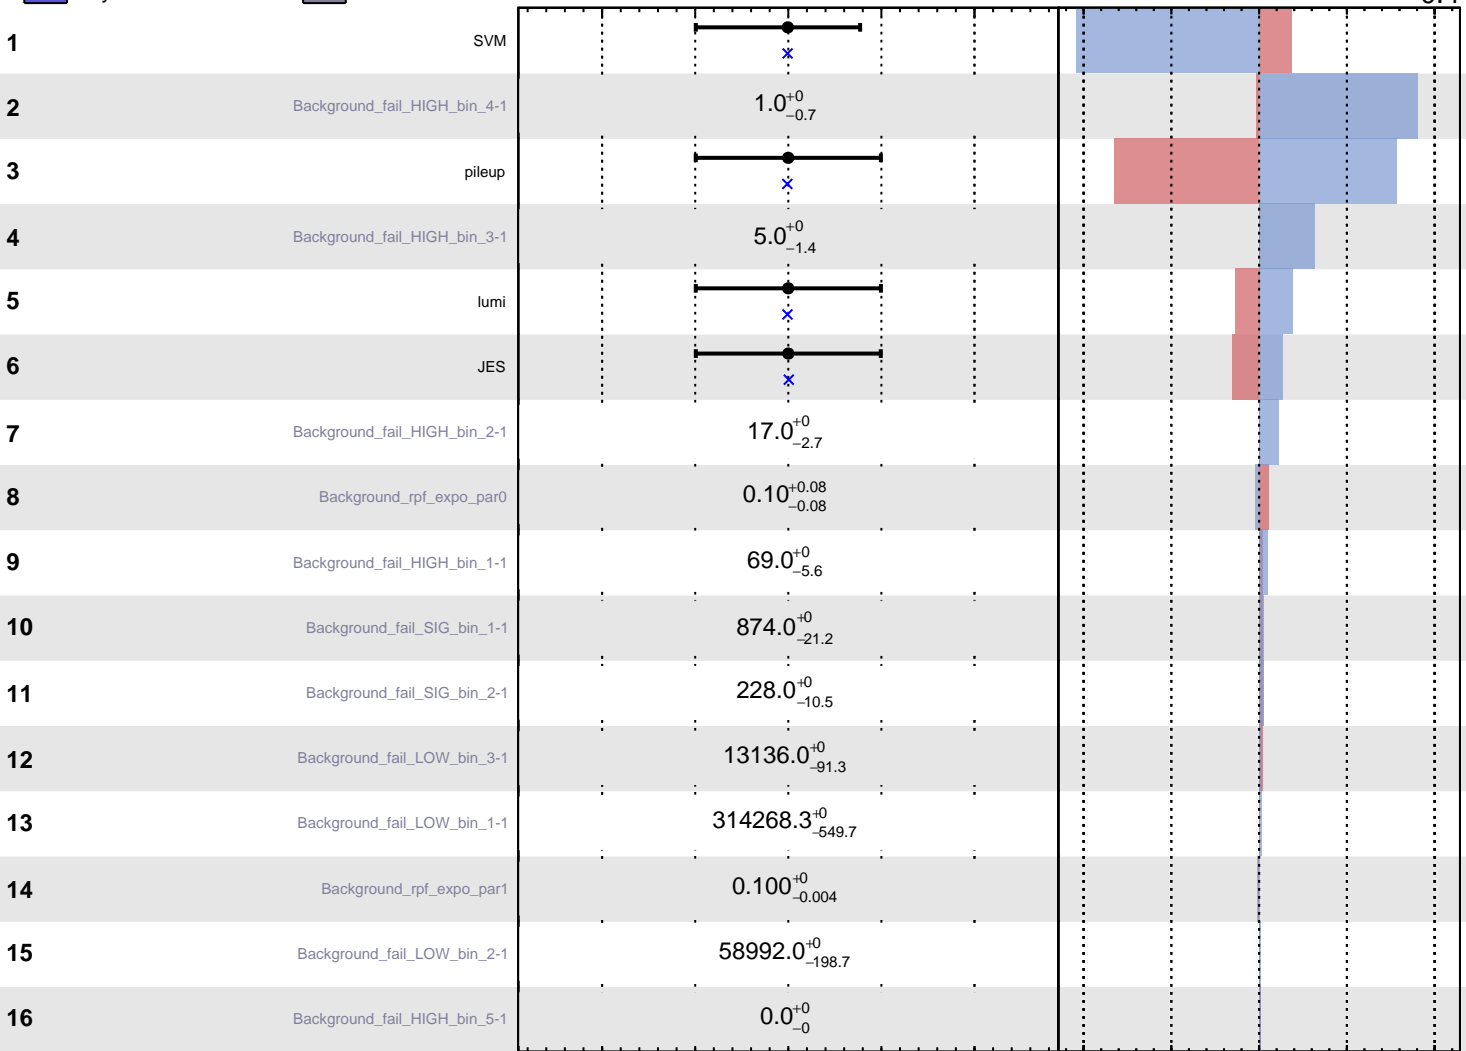 1 SVM
2 Background_fail_HIGH_bin_4-1 1.0 +0 −0.7
3 pileup
4 Background_fail_HIGH_bin_3-1 5.0 +0 −1.4
5 lumi
6 JES
7 Background_fail_HIGH_bin_2-1 17.0 +0 −2.7
8 Background_rpf_expo_par0 0.10 +0.08 −0.08
9 Background_fail_HIGH_bin_1-1 69.0 +0 −5.6
10 Background_fail_SIG_bin_1-1 874.0 +0 −21.2
11 Background_fail_SIG_bin_2-1 228.0 +0 −10.5
12 Background_fail_LOW_bin_3-1 13136.0 +0 −91.3
13 Background_fail_LOW_bin_1-1 314268.3 +0 −549.7
14 Background_rpf_expo_par1 0.100 +0 −0.004
15 Background_fail_LOW_bin_2-1 58992.0 +0 −198.7
16 Background_fail_HIGH_bin_5-1 0.0 +0 −0